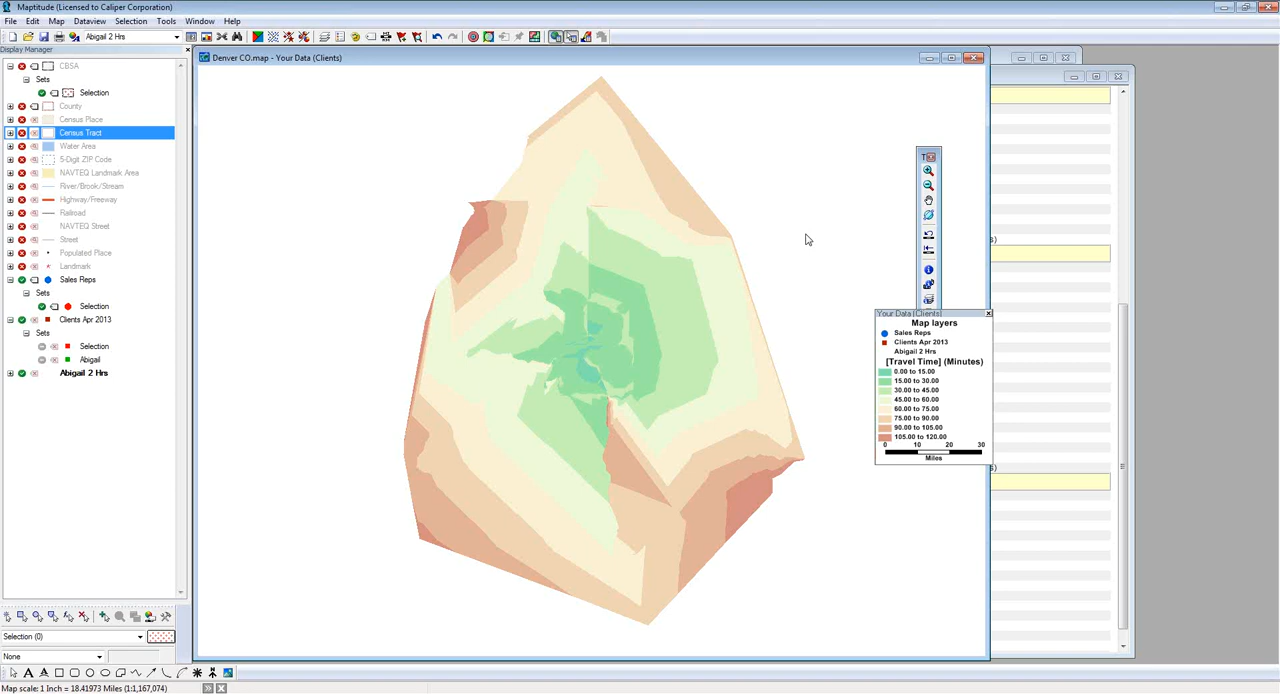 Maptitude (Licensed to Caliper Corporation)
File Edit Map Dataview Selection Tools Window Help
Abigail 2 Hrs
Display Manager
Denver CO.map - Your Data (Clients)
CBSA
Sets
Selection
County
Census Place
Census Tract
Water Area
5-Digit ZIP Code
NAVTEQ Landmark Area
River/Brook/Stream
Highway/Freeway
Railroad
NAVTEQ Street
Street
Populated Place
Landmark
Sales Reps
Sets
Selection
Clients Apr 2013
Sets
Selection
Abigail
Abigail 2 Hrs
s)
s)
Your Data (Clients)
Map layers
Sales Reps
Clients Apr 2013
Abigail 2 Hrs
[Travel Time] (Minutes)
0.00 to 15.00
15.00 to 30.00
30.00 to 45.00
45.00 to 60.00
60.00 to 75.00
75.00 to 90.00
90.00 to 105.00
105.00 to 120.00
0 10 20 30
Miles
Selection (0)
None
Map scale: 1 Inch = 18.41973 Miles (1:1,167,074)